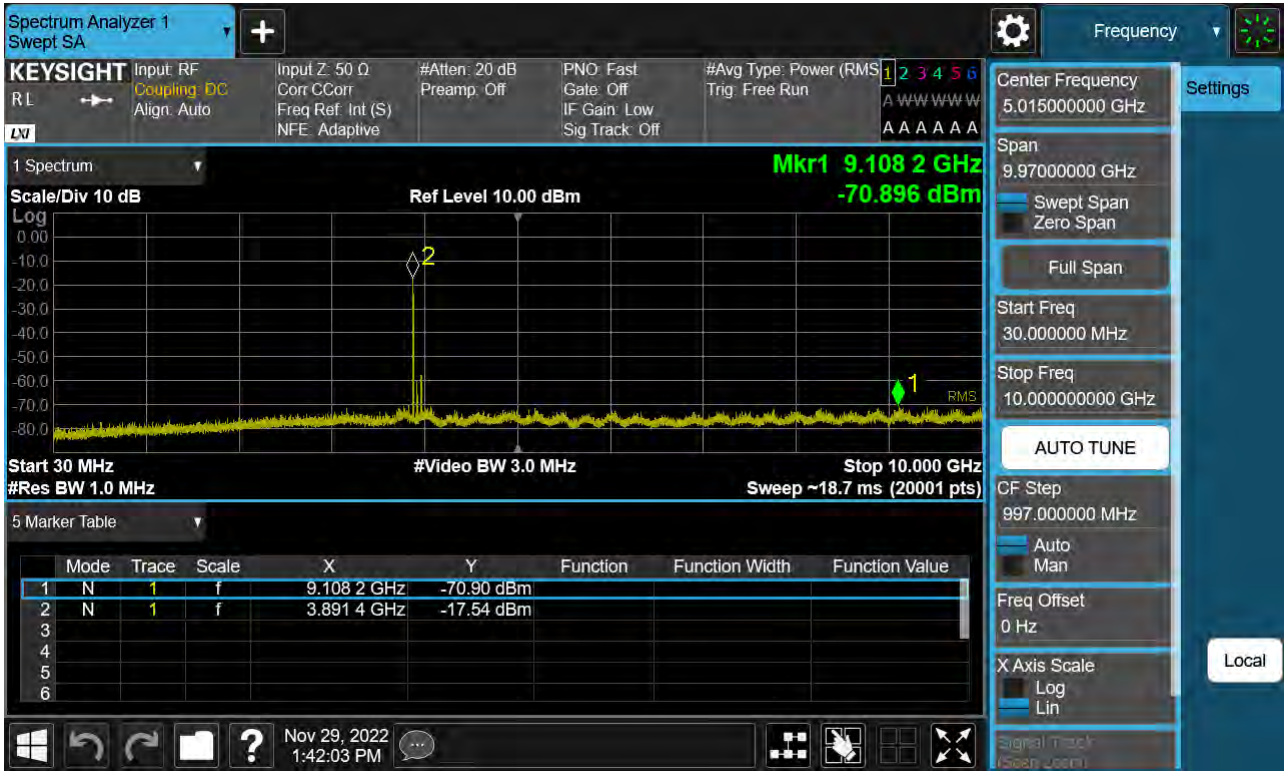 Spectrum Analyzer 1
Swept SA
Frequency
KEYSIGHT
RL
LXI
Input: RF
Coupling: DC
Align: Auto
Input Z: 50 Ω
Corr CCorr
Freq Ref: Int (S)
NFE: Adaptive
#Atten: 20 dB
Preamp: Off
PNO: Fast
Gate: Off
IF Gain: Low
Sig Track: Off
#Avg Type: Power (RMS
Trig: Free Run
1 2 3 4 5 6
A W W W W W
A A A A A A
1 Spectrum
Scale/Div 10 dB
Ref Level 10.00 dBm
Mkr1 9.108 2 GHz
-70.896 dBm
Log
0.00
-10.0
-20.0
-30.0
-40.0
-50.0
-60.0
-70.0
-80.0
2
1
RMS
Start 30 MHz
#Video BW 3.0 MHz
Stop 10.000 GHz
#Res BW 1.0 MHz
Sweep ~18.7 ms (20001 pts)
5 Marker Table
Mode Trace Scale X Y Function Function Width Function Value
1 N 1 f 9.108 2 GHz -70.90 dBm
2 N 1 f 3.891 4 GHz -17.54 dBm
3
4
5
6
Nov 29, 2022
1:42:03 PM
Center Frequency
5.015000000 GHz
Span
9.97000000 GHz
Swept Span
Zero Span
Full Span
Start Freq
30.000000 MHz
Stop Freq
10.000000000 GHz
AUTO TUNE
CF Step
997.000000 MHz
Auto
Man
Freq Offset
0 Hz
X Axis Scale
Log
Lin
Signal Track
(Span Zoom)
Settings
Local